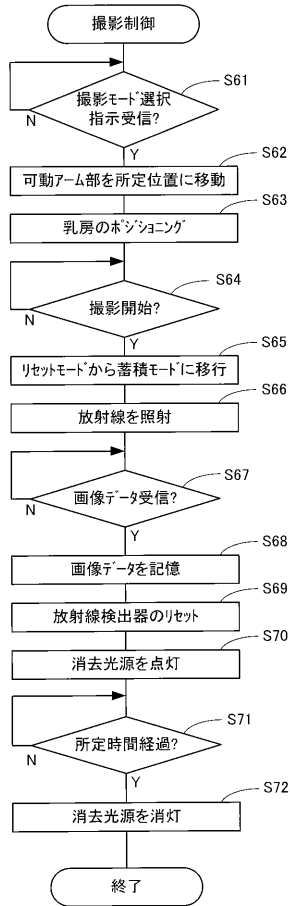 撮影制御
S61
撮影モード選択
指示受信?
N
Y
S62
可動アーム部を所定位置に移動
S63
乳房のポジショニング
S64
撮影開始?
N
Y
S65
リセットモードから蓄積モードに移行
S66
放射線を照射
S67
画像データ受信?
N
Y
S68
画像データを記憶
S69
放射線検出器のリセット
S70
消去光源を点灯
S71
所定時間経過?
N
Y
S72
消去光源を消灯
終了